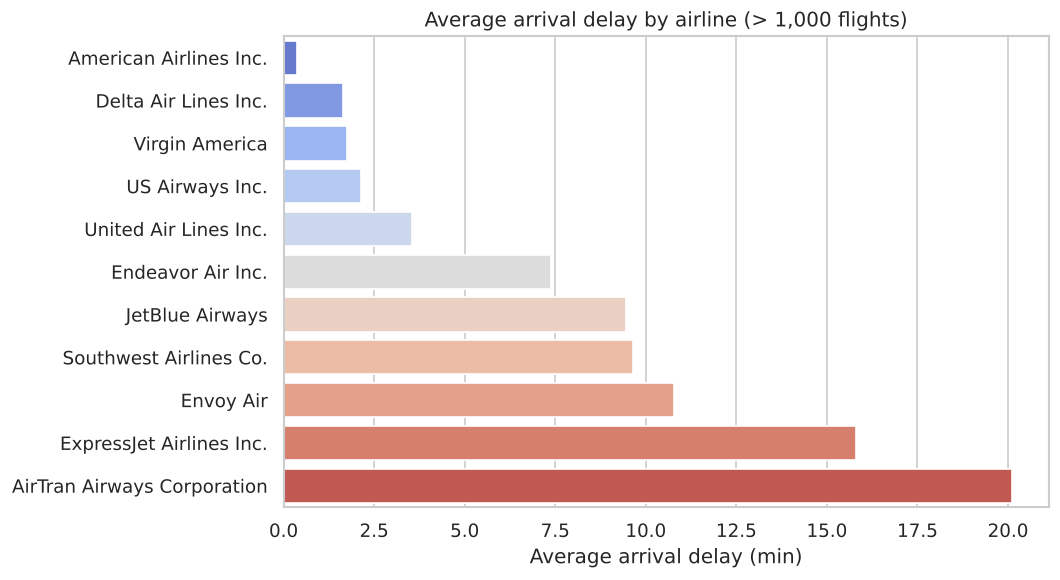 Average arrival delay by airline (> 1,000 flights)
American Airlines Inc.
Delta Air Lines Inc.
Virgin America
US Airways Inc.
United Air Lines Inc.
Endeavor Air Inc.
JetBlue Airways
Southwest Airlines Co.
Envoy Air
ExpressJet Airlines Inc.
AirTran Airways Corporation
0.0 2.5 5.0 7.5 10.0 12.5 15.0 17.5 20.0
Average arrival delay (min)